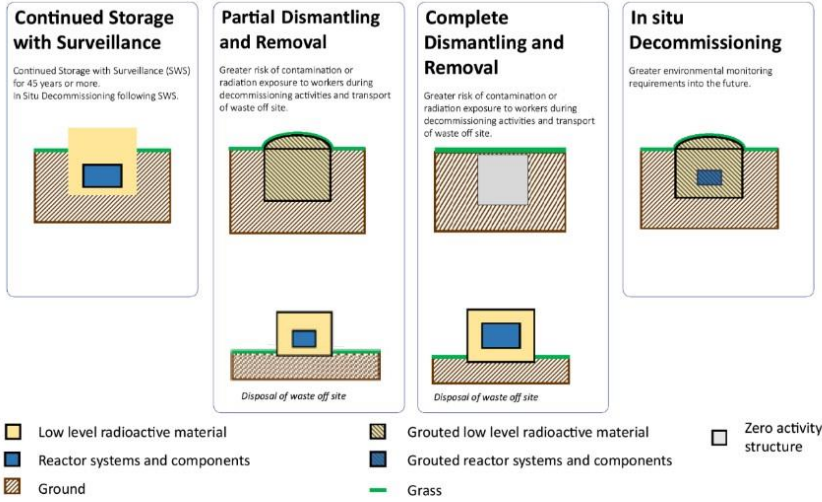 Continued Storage
with Surveillance
Continued Storage with Surveillance (SWS)
for 45 years or more.
In Situ Decommissioning following SWS.
Partial Dismantling
and Removal
Greater risk of contamination or
radiation exposure to workers during
decommissioning activities and transport
of waste off site.
Disposal of waste off site
Complete
Dismantling and
Removal
Greater risk of contamination or
radiation exposure to workers during
decommissioning activities and transport
of waste off site.
Disposal of waste off site
In situ
Decommissioning
Greater environmental monitoring
requirements into the future.
Low level radioactive material
Reactor systems and components
Ground
Grouted low level radioactive material
Grouted reactor systems and components
Grass
Zero activity
structure